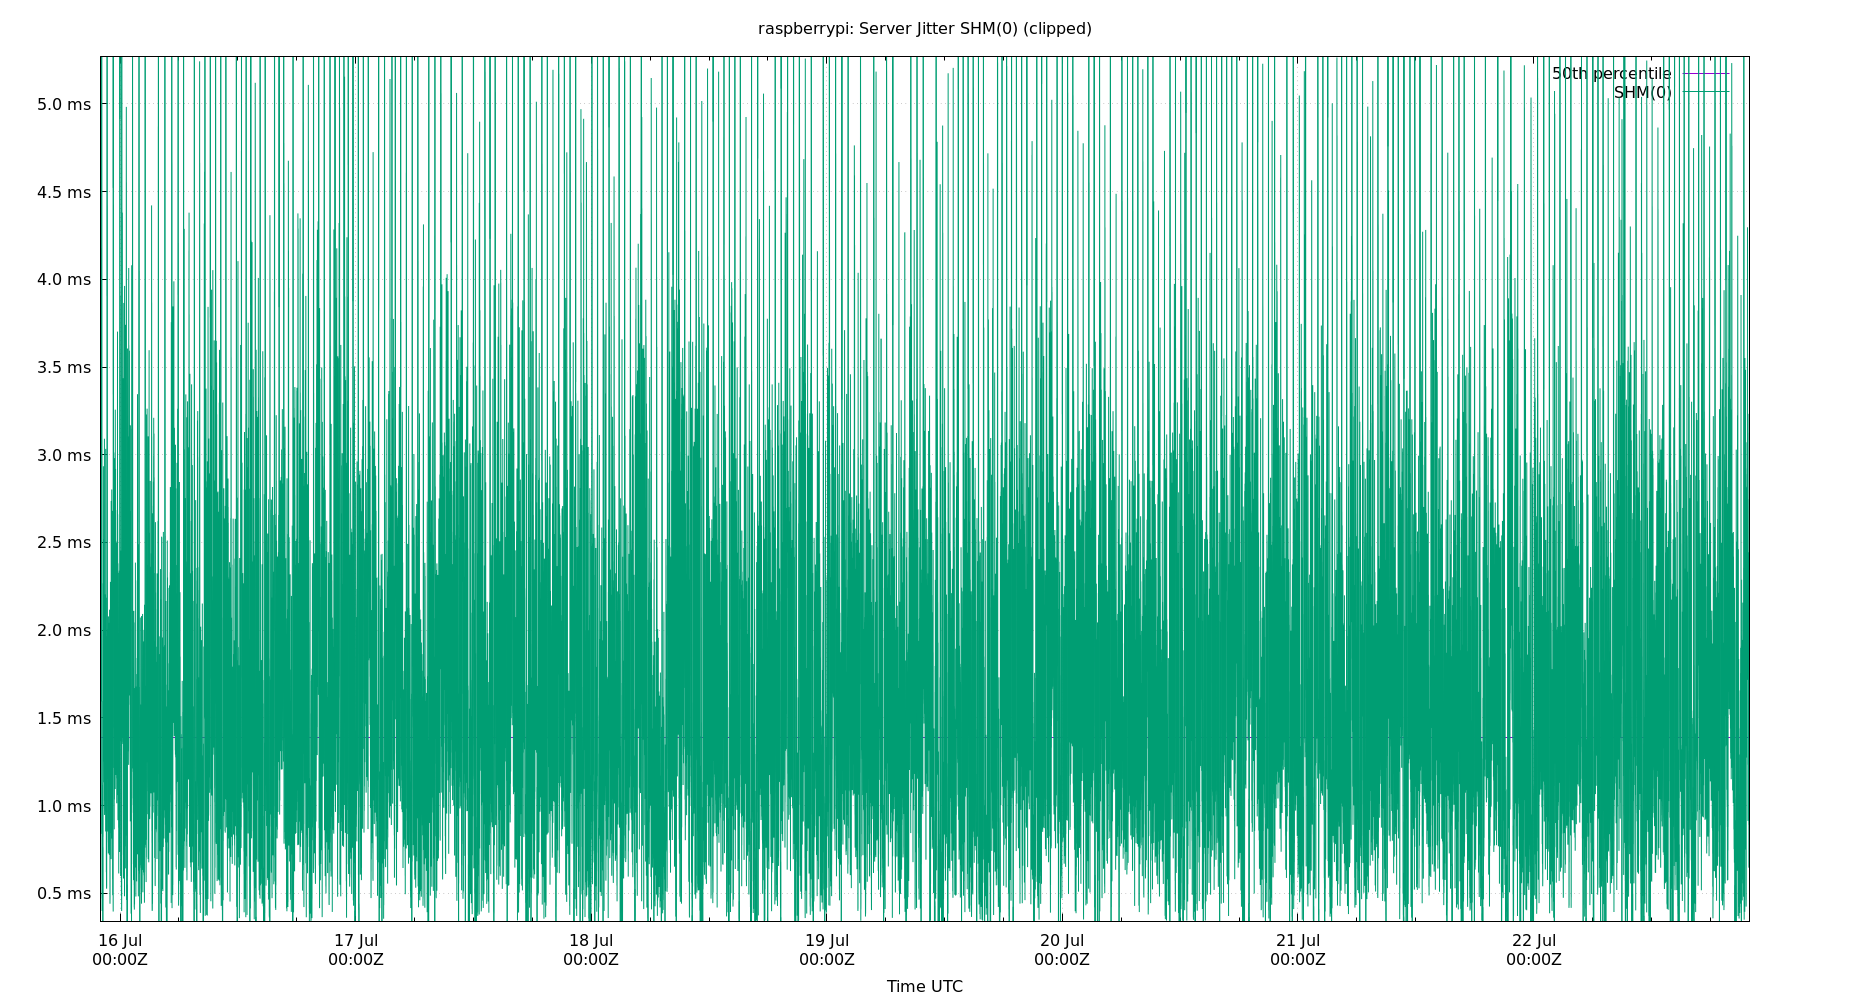 raspberrypi: Server Jitter SHM(0) (clipped)
50th percentile
SHM(0)
5.0 ms
4.5 ms
4.0 ms
3.5 ms
3.0 ms
2.5 ms
2.0 ms
1.5 ms
1.0 ms
0.5 ms
16 Jul 17 Jul 18 Jul 19 Jul 20 Jul 21 Jul 22 Jul
00:00Z 00:00Z 00:00Z 00:00Z 00:00Z 00:00Z 00:00Z
Time UTC